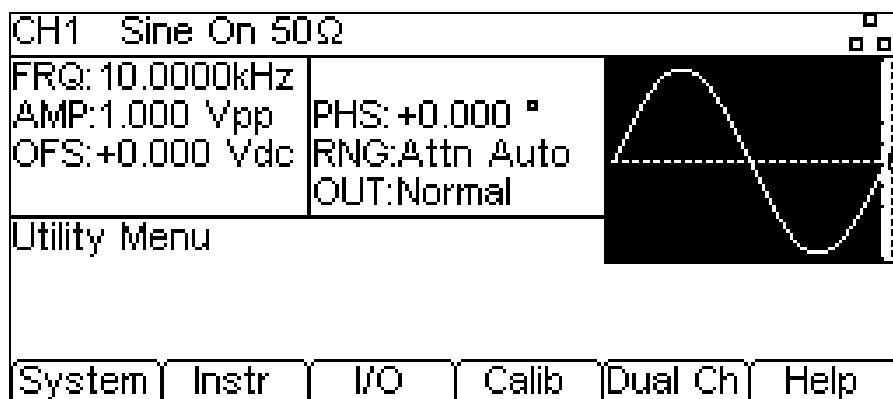 CH1 Sine On 50Ω
FRQ:10.0000kHz
AMP:1.000 Vpp
OFS:+0.000 Vdc
PHS:+0.000 °
RNG:Attn Auto
OUT:Normal
Utility Menu
System Instr I/O Calib Dual Ch Help